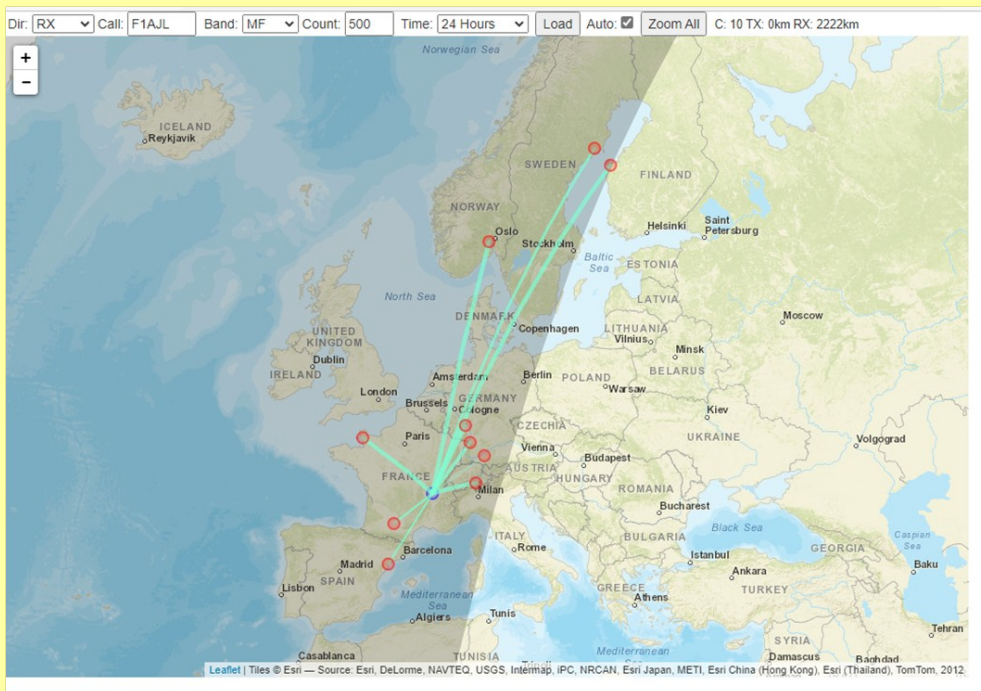 Dir: RX Call: F1AJL Band: MF Count: 500 Time: 24 Hours Load Auto: Zoom All C: 10 TX: 0km RX: 2222km
+
−
Norwegian Sea
ICELAND
Reykjavik
SWEDEN
FINLAND
NORWAY
Oslo
Helsinki
Saint
Petersburg
Stockholm
Baltic
Sea
ESTONIA
North Sea
LATVIA
DENMARK
Copenhagen
Moscow
UNITED
KINGDOM
LITHUANIA
Vilnius
Minsk
Dublin
IRELAND
BELARUS
Amsterdam
Berlin
POLAND
Warsaw
London
Brussels
GERMANY
Cologne
Kiev
CZECHIA
Paris
UKRAINE
Volgograd
Vienna
Budapest
AUSTRIA
FRANCE
HUNGARY
Milan
ROMANIA
Bucharest
Black Sea
ITALY
BULGARIA
Caspian
Sea
GEORGIA
Barcelona
Rome
Istanbul
Madrid
Ankara
Baku
SPAIN
Lisbon
GREECE
TURKEY
Mediterranean
Sea
Athens
Algiers
Tunis
Tehran
SYRIA
Casablanca
TUNISIA
Mediterranean
Damascus
Baghdad
Tripoli
Leaflet | Tiles © Esri — Source: Esri, DeLorme, NAVTEQ, USGS, Intermap, iPC, NRCAN, Esri Japan, METI, Esri China (Hong Kong), Esri (Thailand), TomTom, 2012